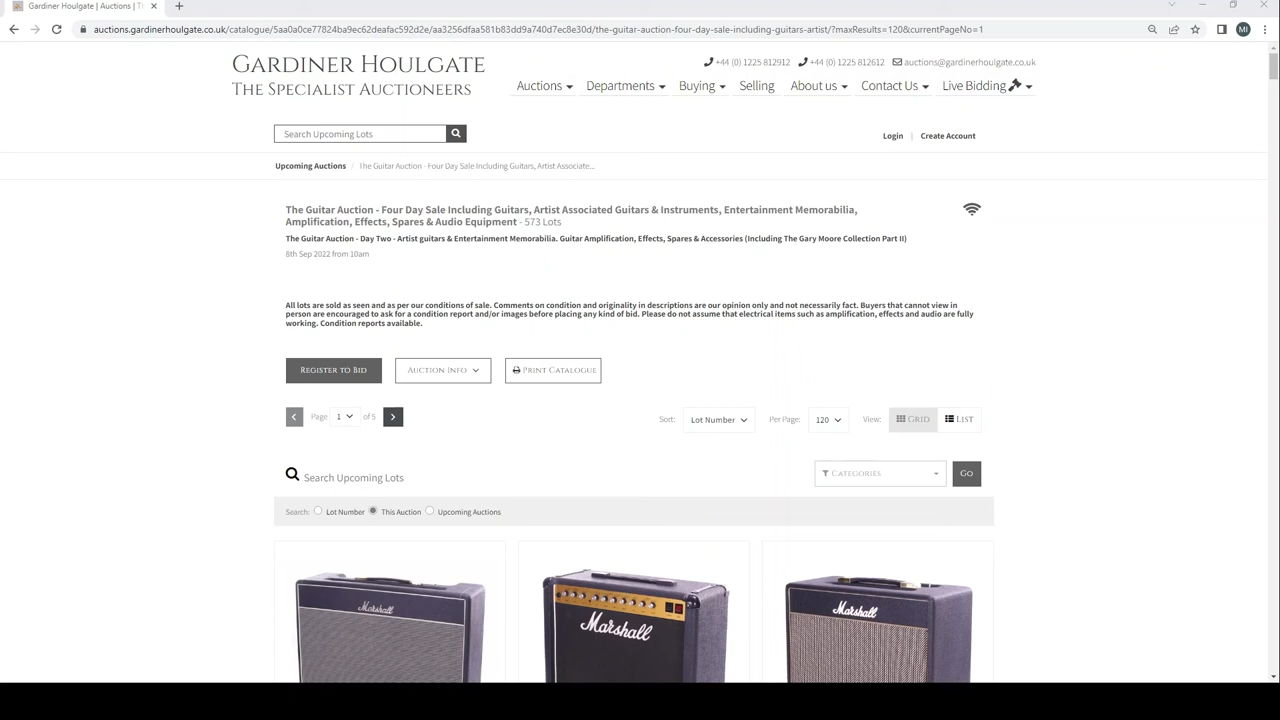 Gardiner Houlgate | Auctions | T
auctions.gardinerhoulgate.co.uk/catalogue/5aa0a0ce77824ba9ec62deafac592d2e/aa3256dfaa581b83dd9a740d7ec8e30d/the-guitar-auction-four-day-sale-including-guitars-artist/?maxResults=120&currentPageNo=1
MI
GARDINER HOULGATE
THE SPECIALIST AUCTIONEERS
+44 (0) 1225 812912 +44 (0) 1225 812612 auctions@gardinerhoulgate.co.uk
Auctions Departments Buying Selling About us Contact Us Live Bidding
Search Upcoming Lots
Login | Create Account
Upcoming Auctions / The Guitar Auction - Four Day Sale Including Guitars, Artist Associate...
The Guitar Auction - Four Day Sale Including Guitars, Artist Associated Guitars & Instruments, Entertainment Memorabilia,
Amplification, Effects, Spares & Audio Equipment - 573 Lots
The Guitar Auction - Day Two - Artist guitars & Entertainment Memorabilia. Guitar Amplification, Effects, Spares & Accessories (Including The Gary Moore Collection Part II)
8th Sep 2022 from 10am
All lots are sold as seen and as per our conditions of sale. Comments on condition and originality in descriptions are our opinion only and not necessarily fact. Buyers that cannot view in
person are encouraged to ask for a condition report and/or images before placing any kind of bid. Please do not assume that electrical items such as amplification, effects and audio are fully
working. Condition reports available.
REGISTER TO BID AUCTION INFO PRINT CATALOGUE
Page 1 of 5 Sort: Lot Number Per Page: 120 View: GRID LIST
Search Upcoming Lots CATEGORIES GO
Search: Lot Number This Auction Upcoming Auctions
Marshall Marshall Marshall